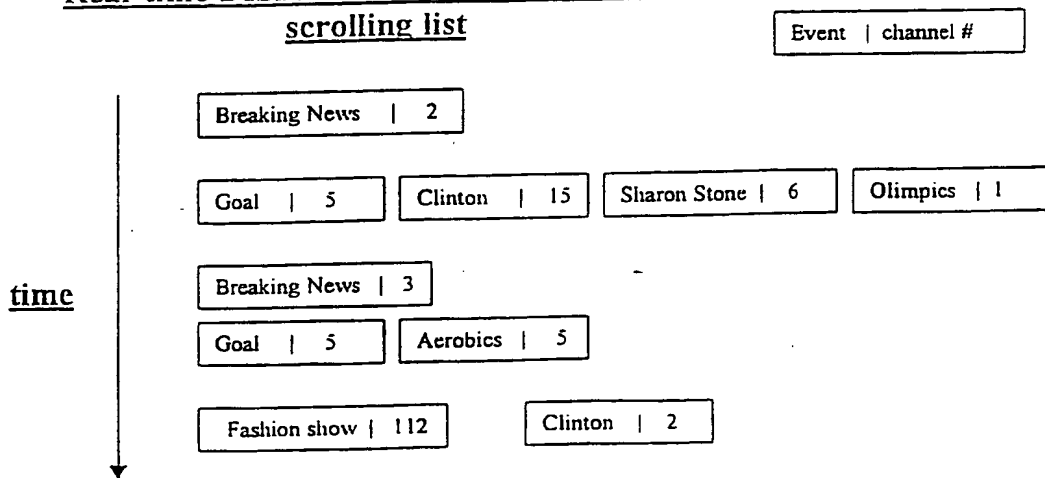 scrolling list
Event | channel #
Breaking News | 2
Goal | 5 Clinton | 15 Sharon Stone | 6 Olimpics | 1
time
Breaking News | 3
Goal | 5 Aerobics | 5
Fashion show | 112 Clinton | 2